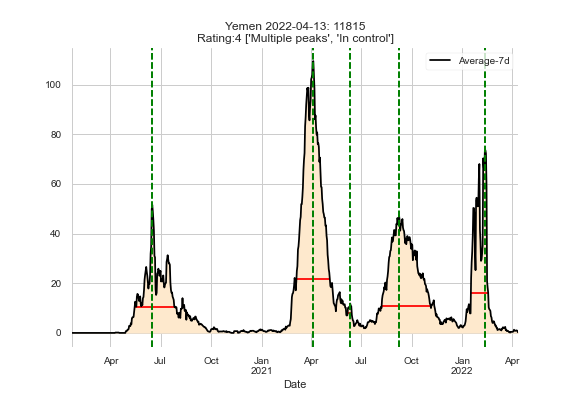 Yemen 2022-04-13: 11815
Rating:4 ['Multiple peaks', 'In control']
Average-7d
100
80
60
40
20
0
Apr Jul Oct Jan Apr Jul Oct Jan Apr
2021 2022
Date